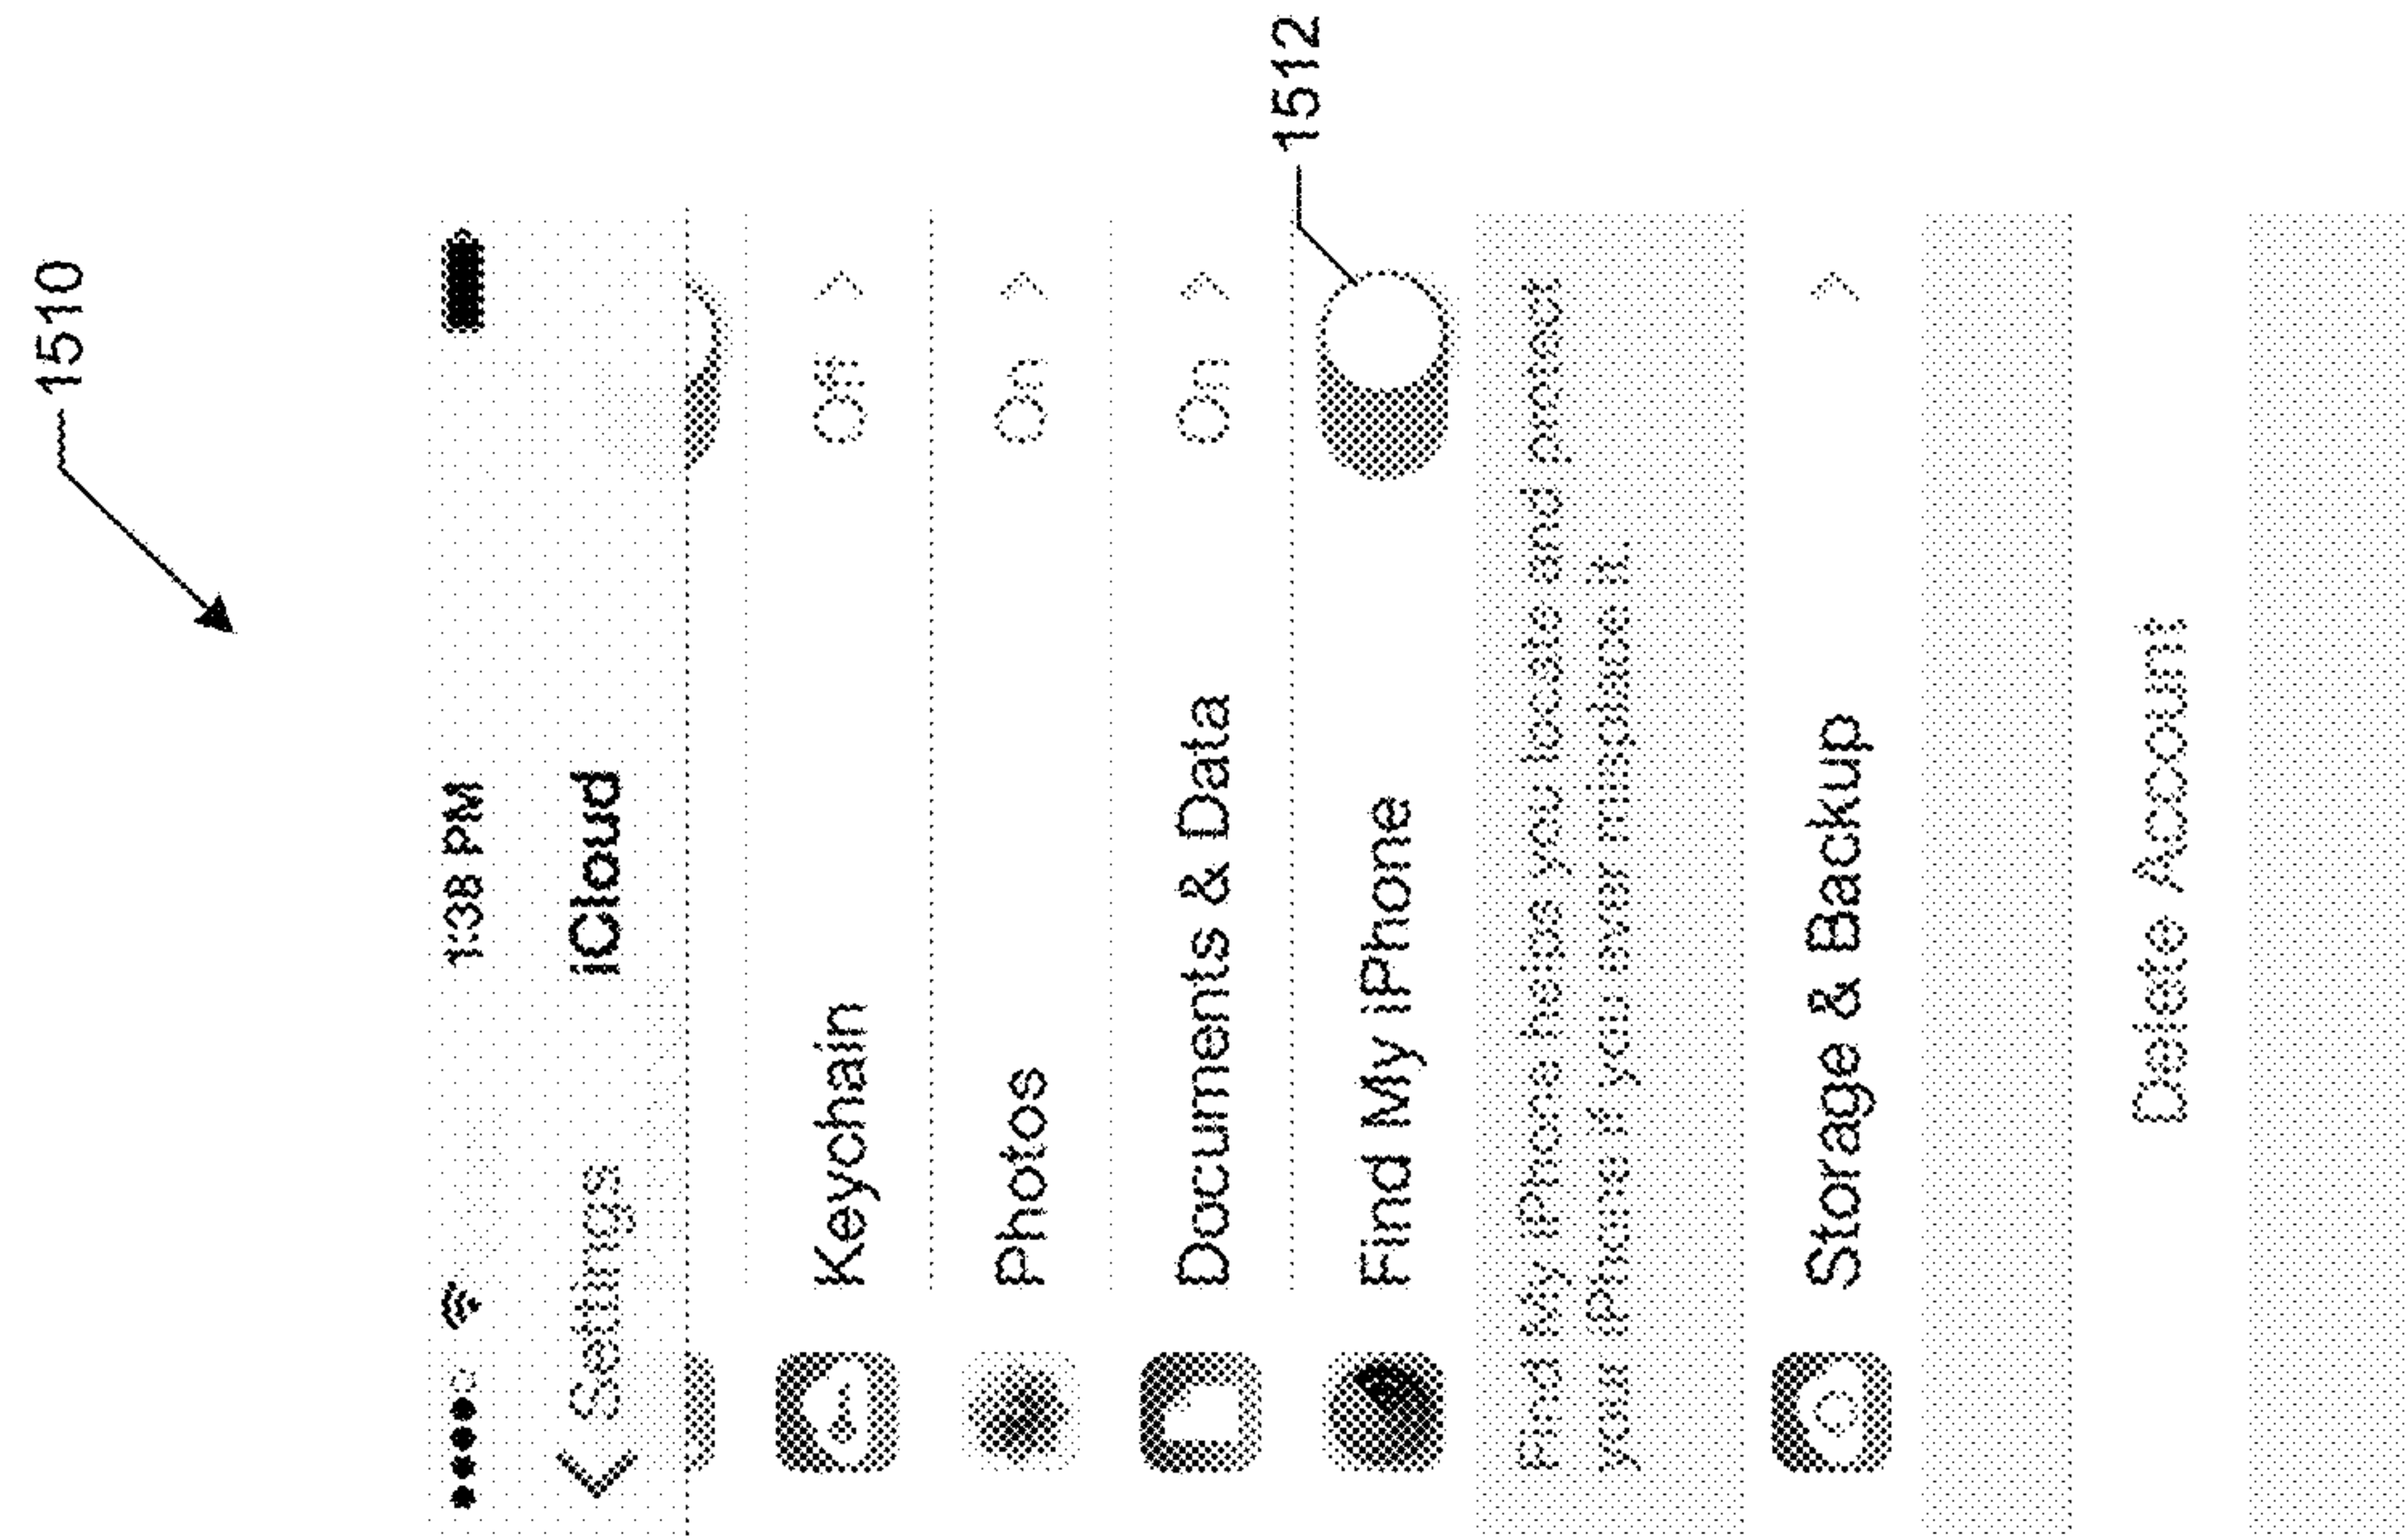 1510
1:38 PM
Settings
iCloud
Keychain
Off
Photos
On
Documents & Data
On
Find My iPhone
1512
Find My iPhone helps you locate and protect
your iPhone if you ever misplace it.
Storage & Backup
Delete Account